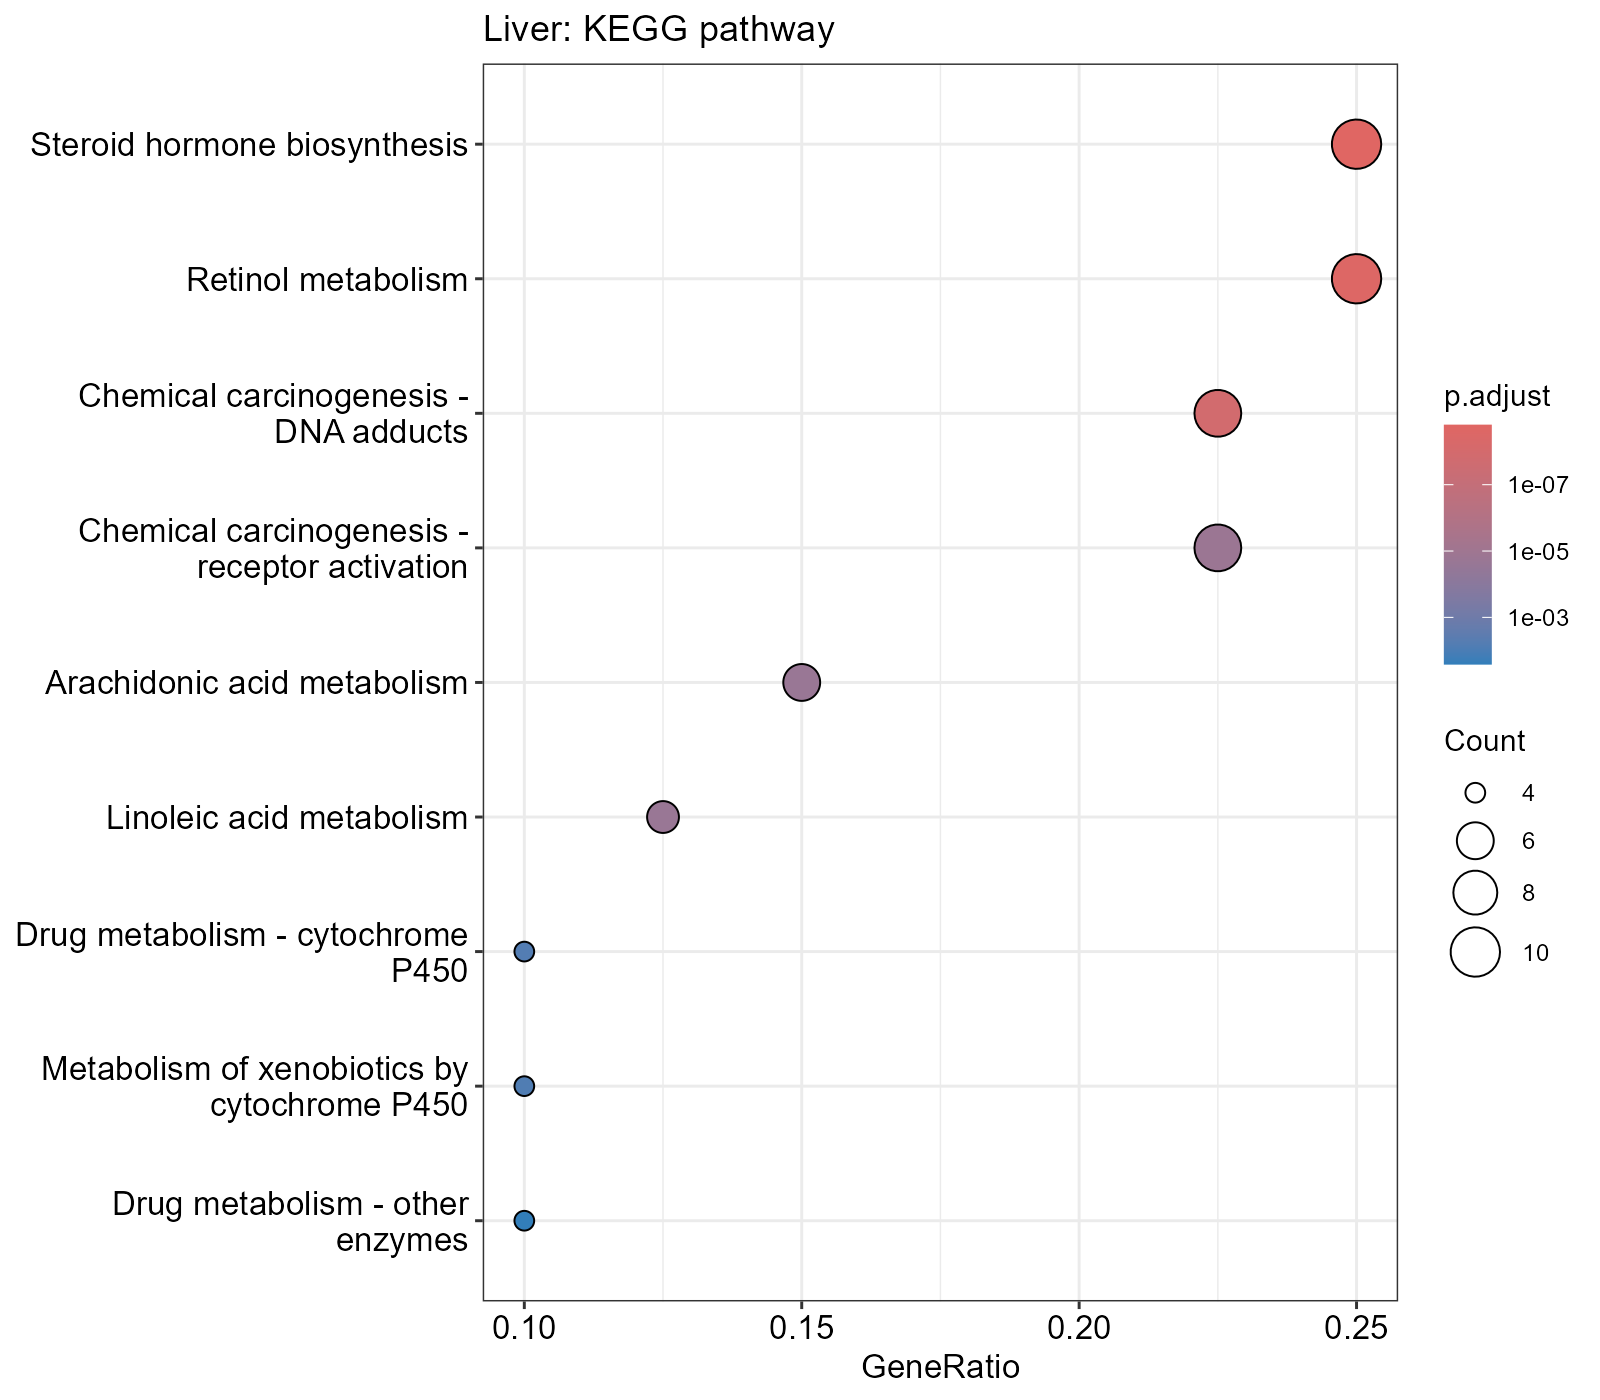 Liver: KEGG pathway
Steroid hormone biosynthesis
Retinol metabolism
Chemical carcinogenesis -
DNA adducts
Chemical carcinogenesis -
receptor activation
Arachidonic acid metabolism
Linoleic acid metabolism
Drug metabolism - cytochrome
P450
Metabolism of xenobiotics by
cytochrome P450
Drug metabolism - other
enzymes
0.10 0.15 0.20 0.25
GeneRatio
p.adjust
1e-07
1e-05
1e-03
Count
4
6
8
10